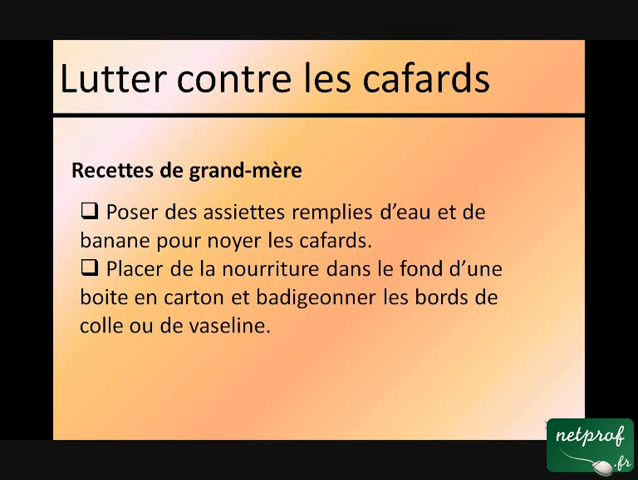 Lutter contre les cafards
Recettes de grand-mère
❑ Poser des assiettes remplies d'eau et de
banane pour noyer les cafards.
❑ Placer de la nourriture dans le fond d'une
boite en carton et badigeonner les bords de
colle ou de vaseline.
netprof
.fr